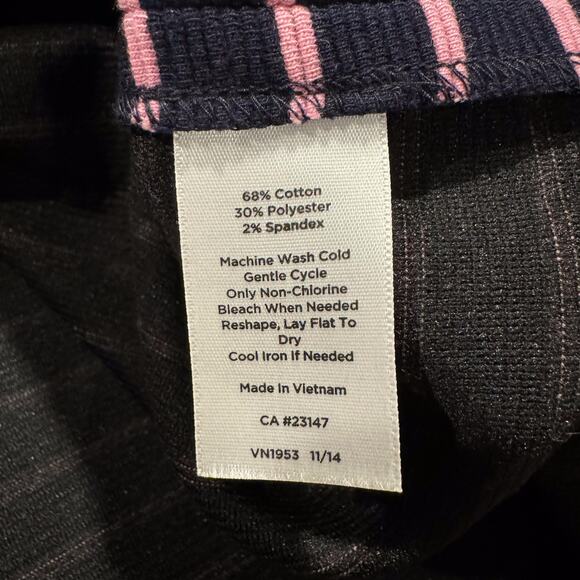 68% Cotton
30% Polyester
2% Spandex
Machine Wash Cold
Gentle Cycle
Only Non-Chlorine
Bleach When Needed
Reshape, Lay Flat To
Dry
Cool Iron If Needed
Made In Vietnam
CA #23147
VN1953 11/14